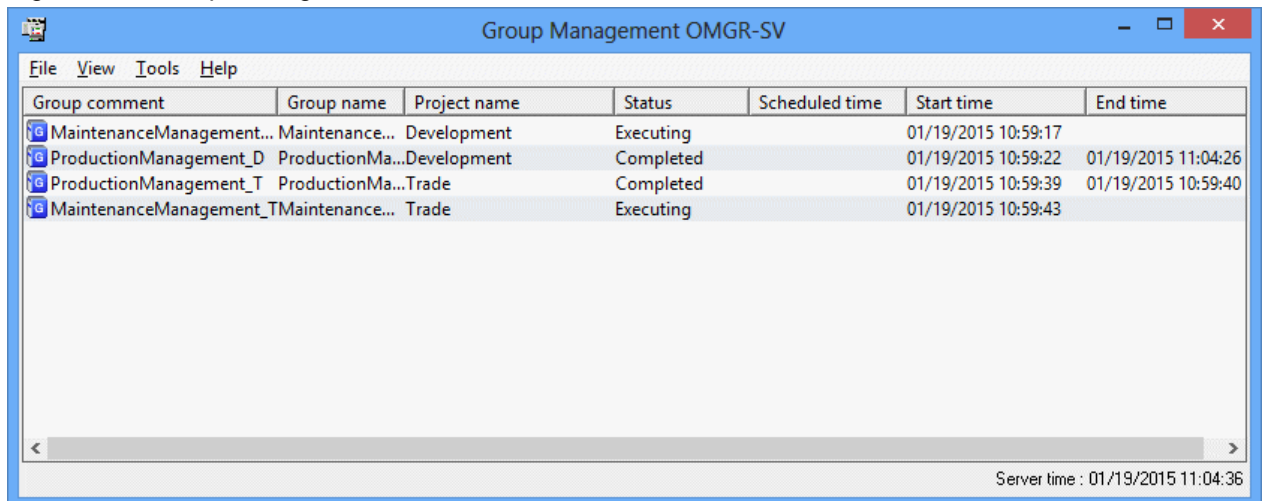 Group Management OMGR-SV
File View Tools Help
Group comment Group name Project name Status Scheduled time Start time End time
MaintenanceManagement... Maintenance... Development Executing 01/19/2015 10:59:17
ProductionManagement_D ProductionMa... Development Completed 01/19/2015 10:59:22 01/19/2015 11:04:26
ProductionManagement_T ProductionMa... Trade Completed 01/19/2015 10:59:39 01/19/2015 10:59:40
MaintenanceManagement_T Maintenance... Trade Executing 01/19/2015 10:59:43
Server time : 01/19/2015 11:04:36